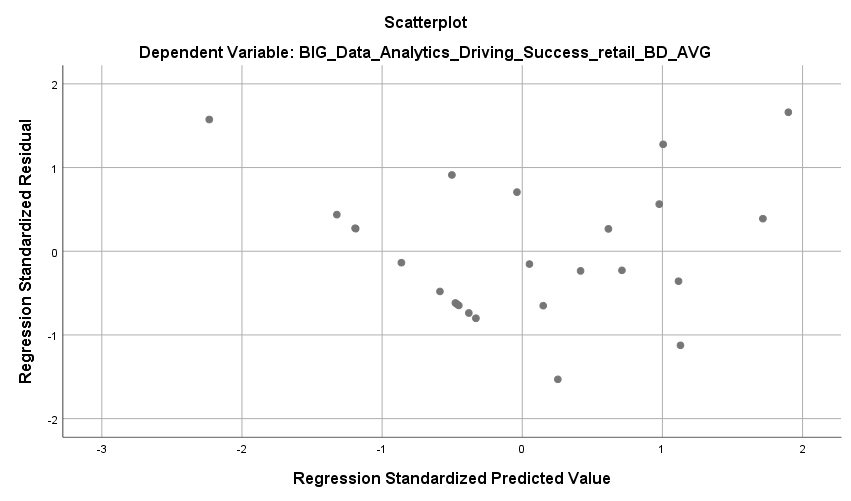 Scatterplot
Dependent Variable: BIG_Data_Analytics_Driving_Success_retail_BD_AVG
2
1
0
-1
-2
Regression Standardized Residual
-3 -2 -1 0 1 2
Regression Standardized Predicted Value